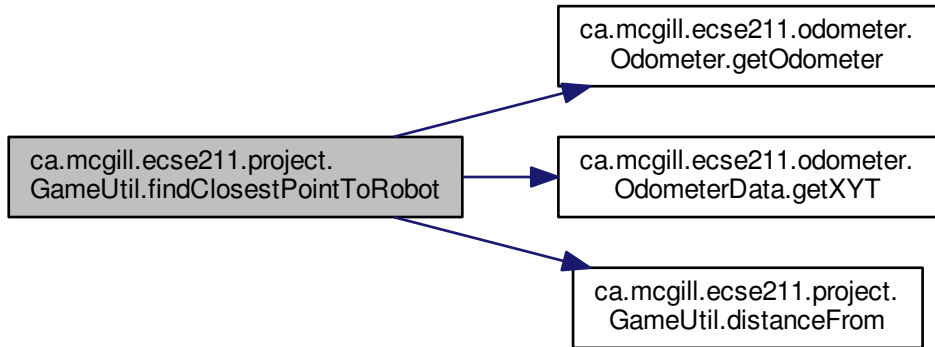 ca.mcgill.ecse211.odometer.
Odometer.getOdometer
ca.mcgill.ecse211.project.
GameUtil.findClosestPointToRobot
ca.mcgill.ecse211.odometer.
OdometerData.getXYT
ca.mcgill.ecse211.project.
GameUtil.distanceFrom